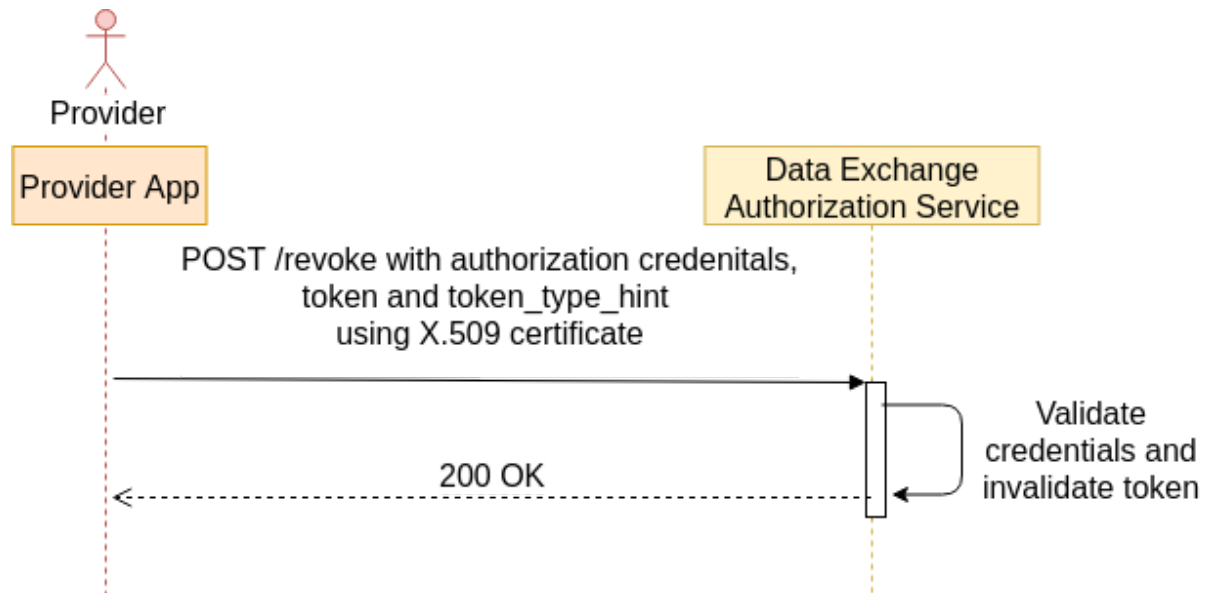 Provider
Provider App
Data Exchange
Authorization Service
POST /revoke with authorization credenitals,
token and token_type_hint
using X.509 certificate
Validate
credentials and
invalidate token
200 OK